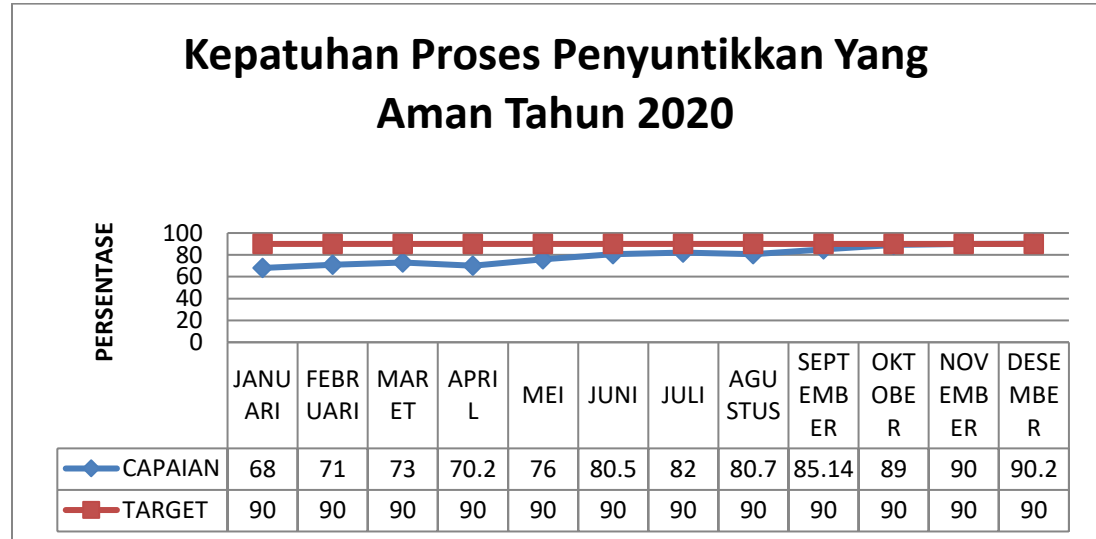 Kepatuhan Proses Penyuntikkan Yang
Aman Tahun 2020
PERSENTASE
100
80
60
40
20
0
JANU
ARI
FEBR
UARI
MAR
ET
APRI
L
MEI
JUNI
JULI
AGU
STUS
SEPT
EMB
ER
OKT
OBE
R
NOV
EMB
ER
DESE
MBE
R
CAPAIAN 68 71 73 70.2 76 80.5 82 80.7 85.14 89 90 90.2
TARGET 90 90 90 90 90 90 90 90 90 90 90 90